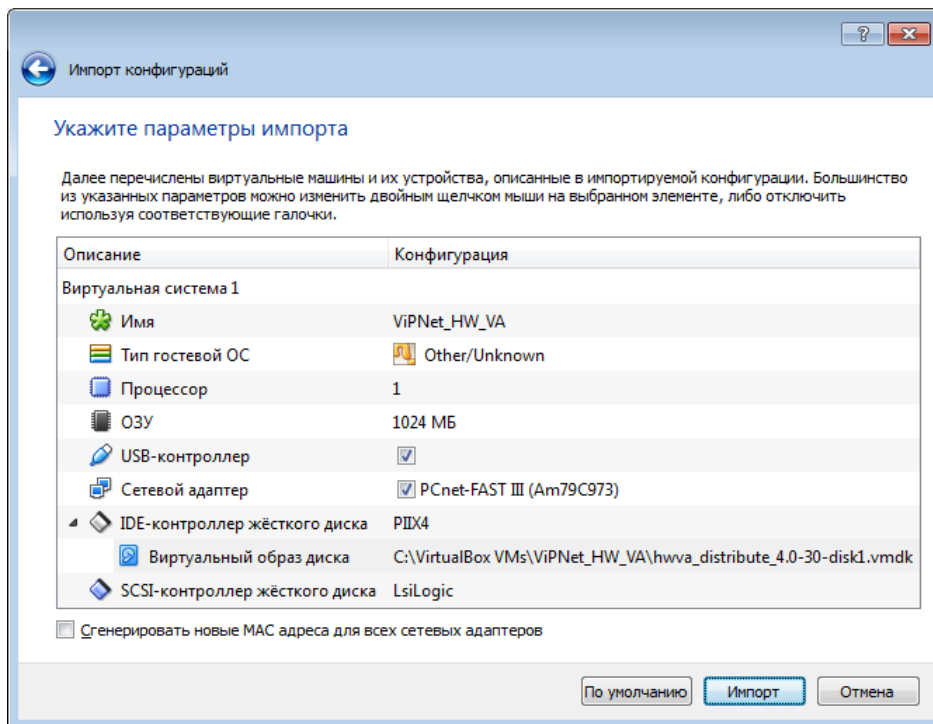 ?
Импорт конфигураций
Укажите параметры импорта
Далее перечислены виртуальные машины и их устройства, описанные в импортируемой конфигурации. Большинство
из указанных параметров можно изменить двойным щелчком мыши на выбранном элементе, либо отключить
используя соответствующие галочки.
Описание Конфигурация
Виртуальная система 1
Имя ViPNet_HW_VA
Тип гостевой ОС Other/Unknown
Процессор 1
ОЗУ 1024 МБ
USB-контроллер
Сетевой адаптер PCnet-FAST III (Am79C973)
IDE-контроллер жёсткого диска PIIX4
Виртуальный образ диска C:\VirtualBox VMs\ViPNet_HW_VA\hwva_distribute_4.0-30-disk1.vmdk
SCSI-контроллер жёсткого диска LsiLogic
Сгенерировать новые MAC адреса для всех сетевых адаптеров
По умолчанию Импорт Отмена